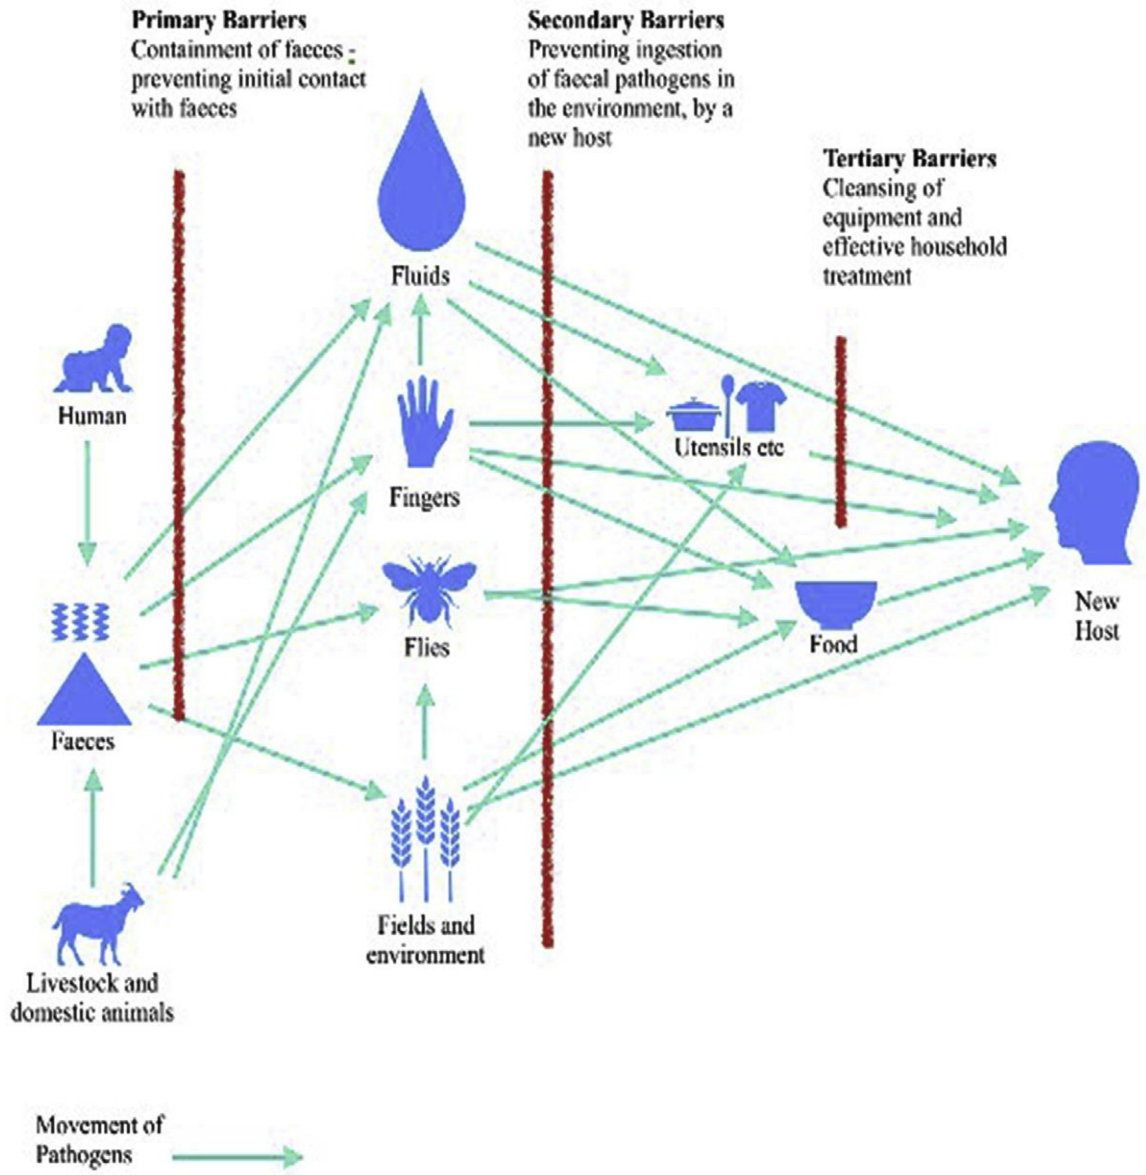 Primary Barriers
Containment of faeces -
preventing initial contact
with faeces
Secondary Barriers
Preventing ingestion
of faecal pathogens in
the environment, by a
new host
Tertiary Barriers
Cleansing of
equipment and
effective household
treatment
Fluids
Human
Utensils etc
Fingers
New
Host
Flies
Food
Faeces
Fields and
environment
Livestock and
domestic animals
Movement of
Pathogens